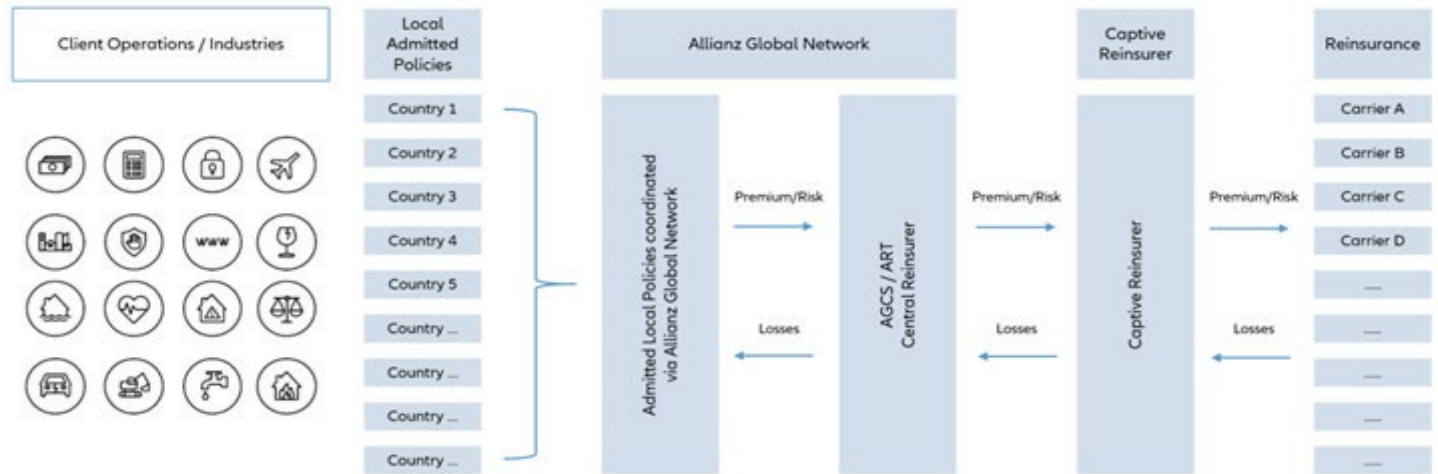 Client Operations / Industries
Local
Admitted
Policies
Allianz Global Network
Captive
Reinsurer
Reinsurance
Country 1
Country 2
Country 3
Country 4
Country 5
Country ...
Country ...
Country ...
Country ...
www
Admitted Local Policies coordinated
via Allianz Global Network
Premium/Risk
Losses
AGCS / ART
Central Reinsurer
Premium/Risk
Losses
Captive Reinsurer
Premium/Risk
Losses
Carrier A
Carrier B
Carrier C
Carrier D
.....
.....
.....
.....
.....